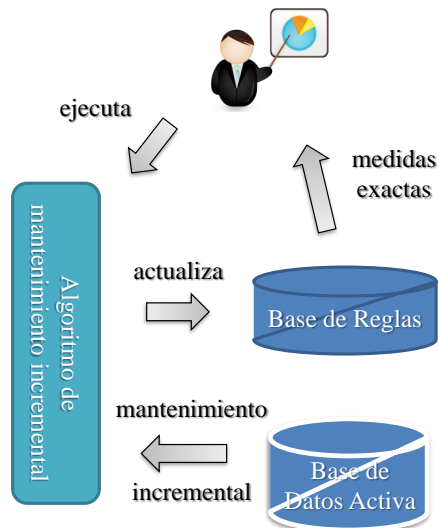 ejecuta
medidas
exactas
Algoritmo de
mantenimiento incremental
actualiza
Base de Reglas
mantenimiento
incremental
Base de
Datos Activa